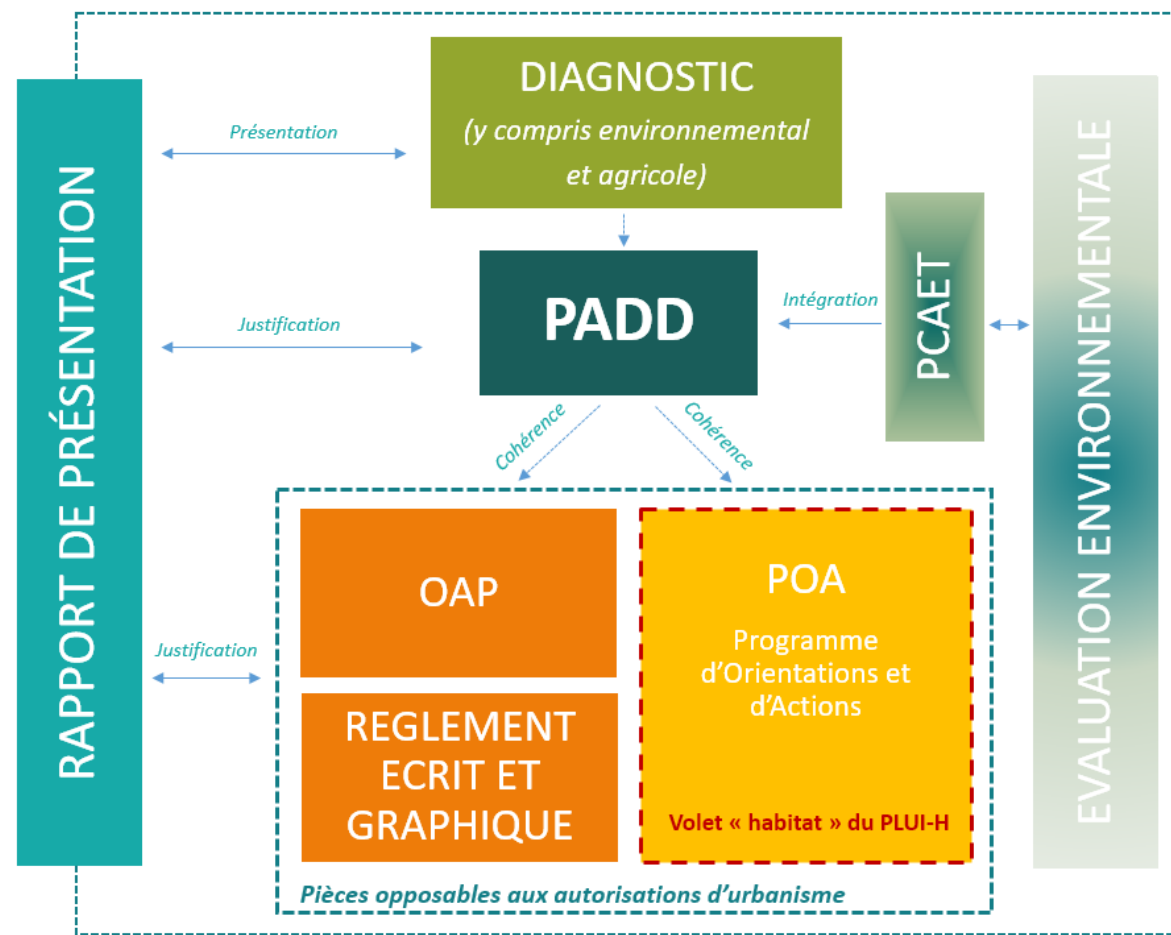 RAPPORT DE PRÉSENTATION
DIAGNOSTIC
(y compris environnemental
et agricole)
Présentation
PADD
Justification
Intégration
PCAET
EVALUATION ENVIRONNEMENTALE
Cohérence
Cohérence
OAP
POA
Programme
d’Orientations et
d’Actions
Justification
REGLEMENT
ECRIT ET
GRAPHIQUE
Volet « habitat » du PLUI-H
Pièces opposables aux autorisations d’urbanisme